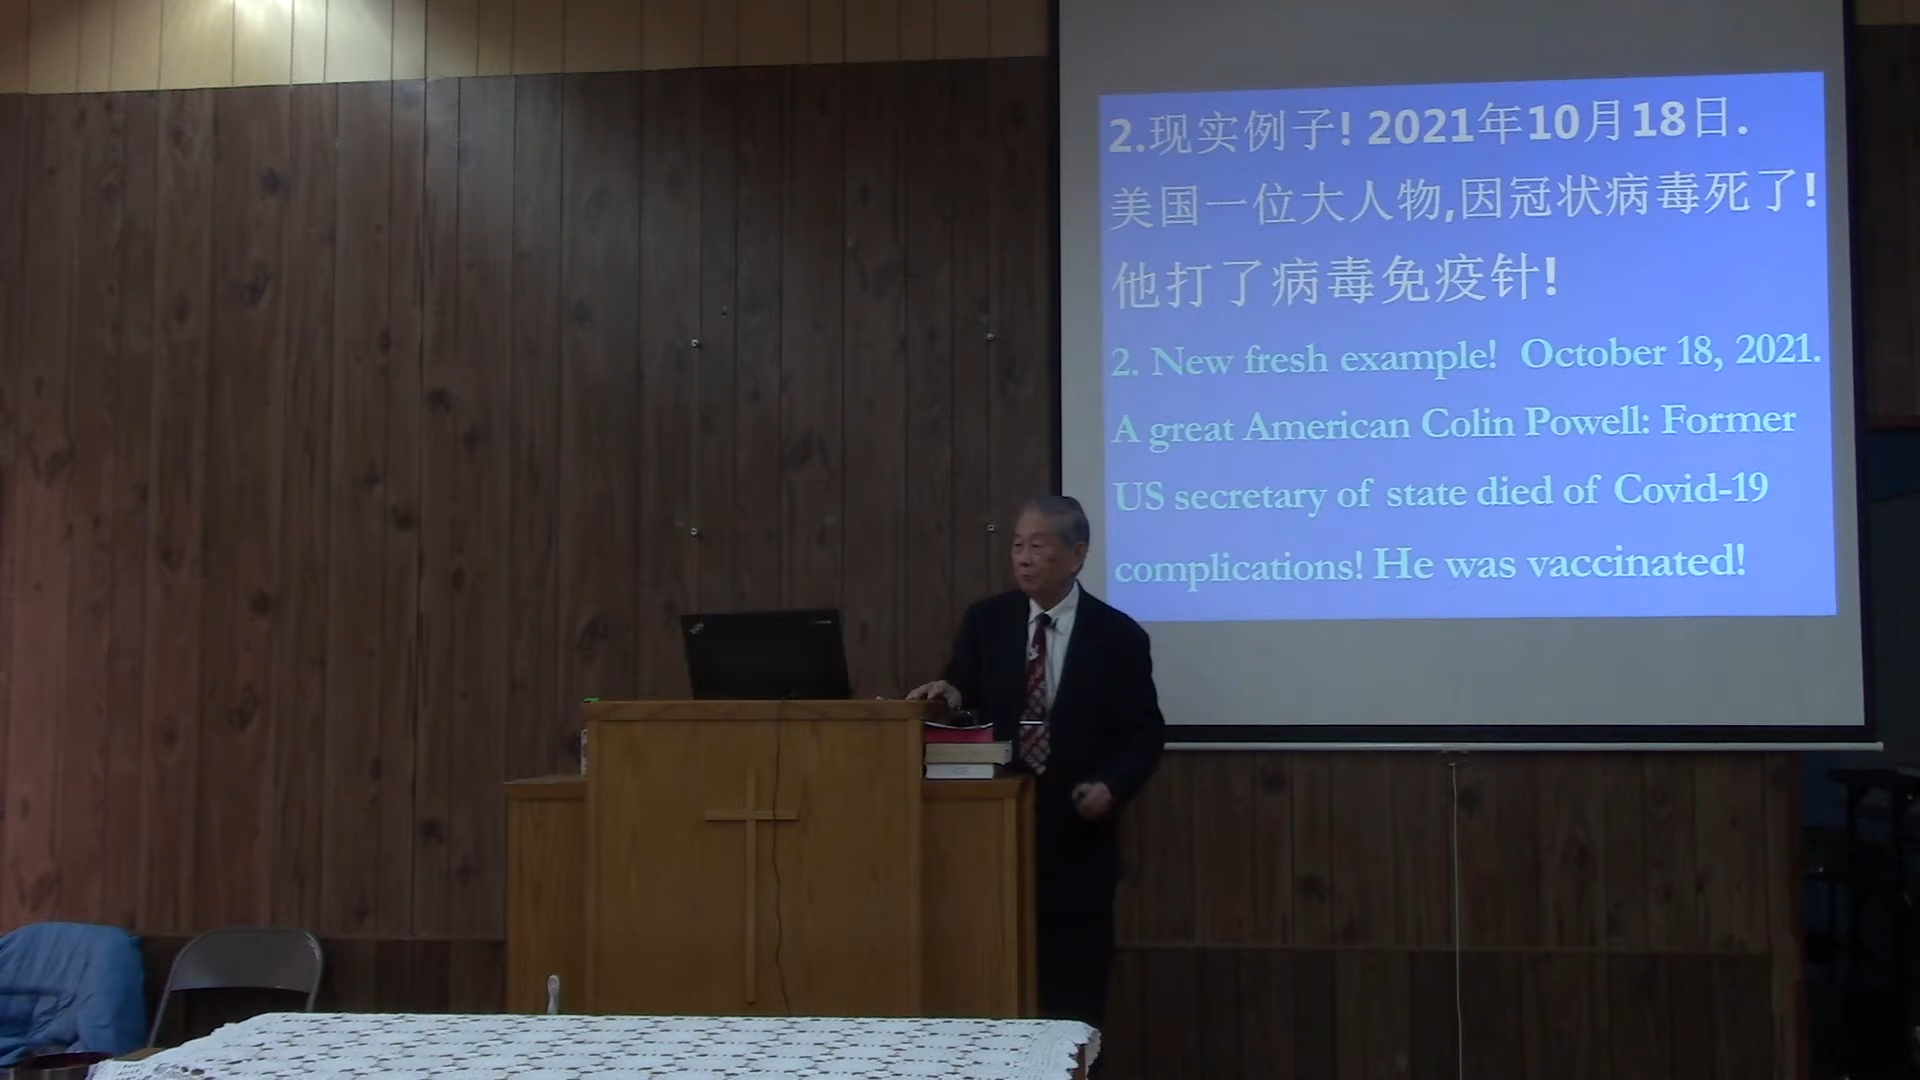 2.现实例子! 2021年10月18日.
美国一位大人物,因冠状病毒死了!
他打了病毒免疫针!
2. New fresh example! October 18, 2021.
A great American Colin Powell: Former
US secretary of state died of Covid-19
complications! He was vaccinated!